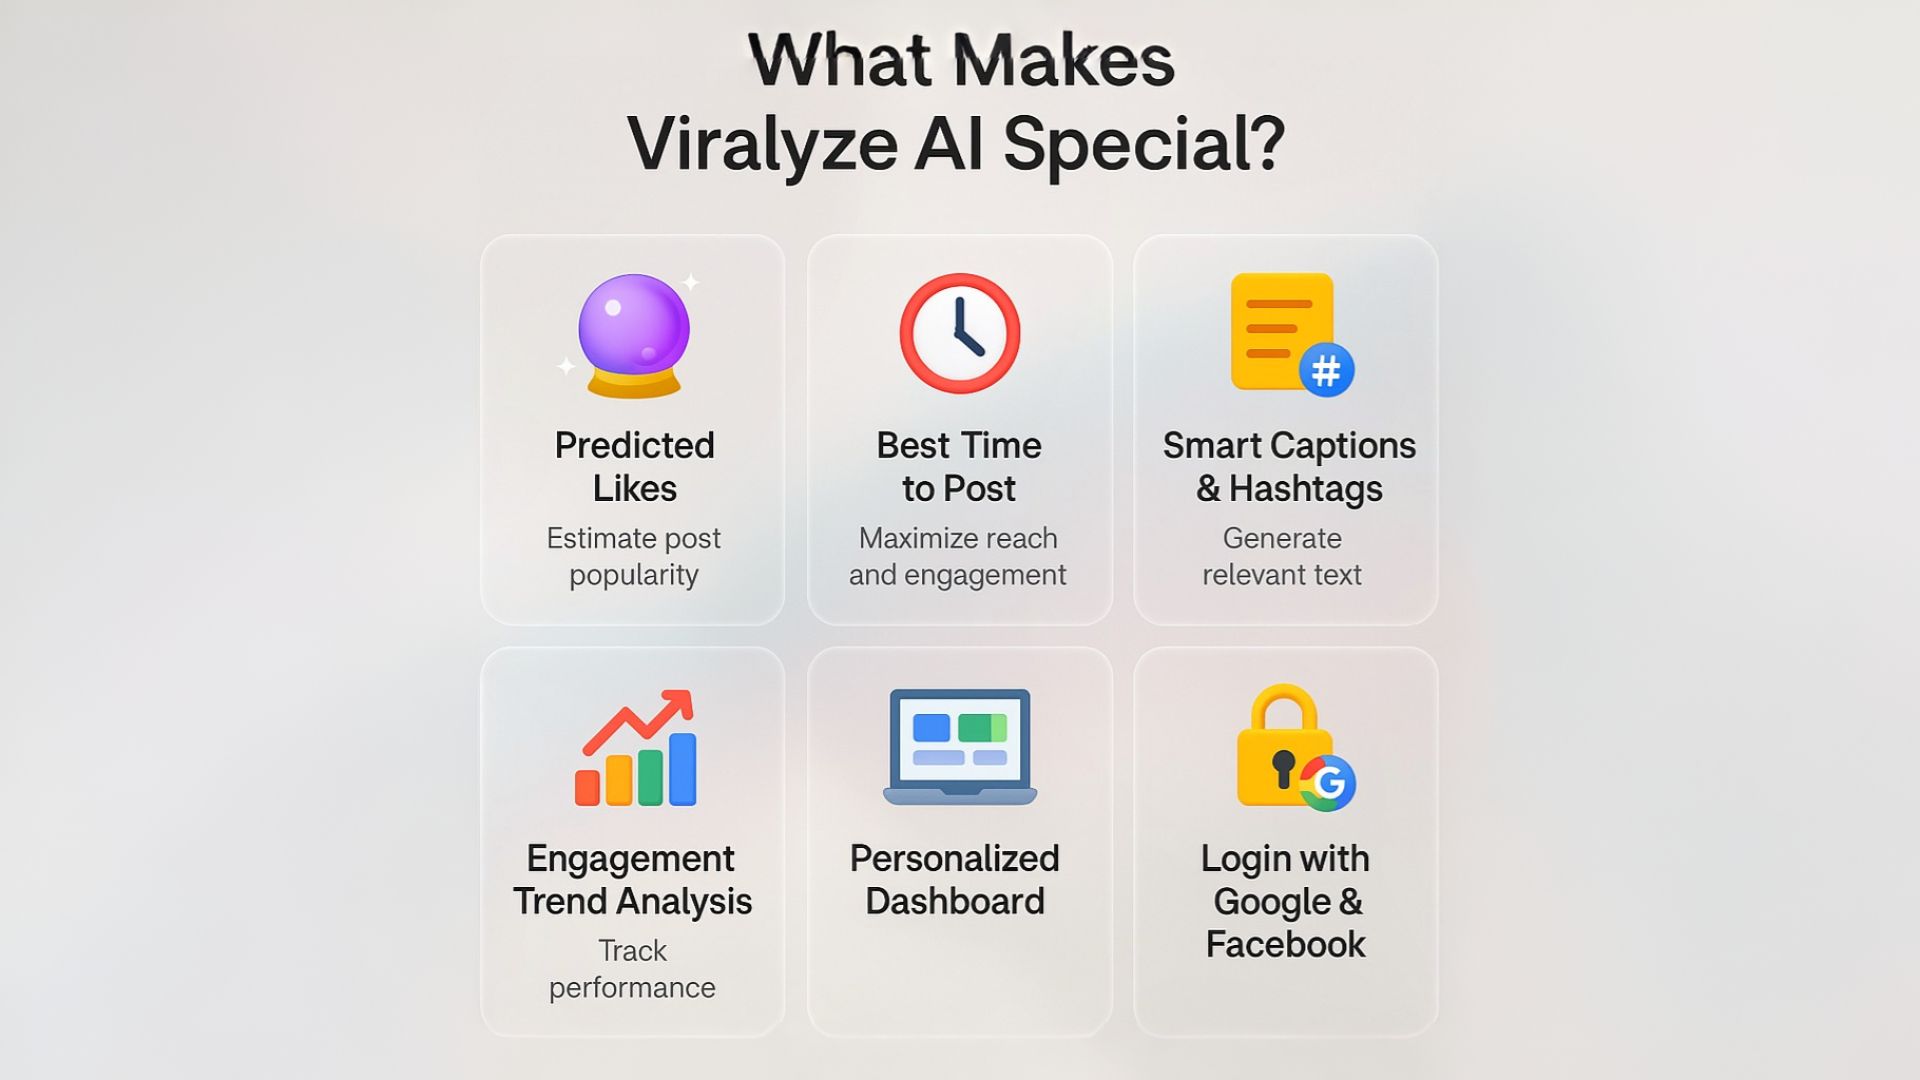 What Makes
Viralyze AI Special?
Predicted
Likes
Estimate post
popularity
Best Time
to Post
Maximize reach
and engagement
#
Smart Captions
& Hashtags
Generate
relevant text
Engagement
Trend Analysis
Track
performance
Personalized
Dashboard
G
Login with
Google &
Facebook